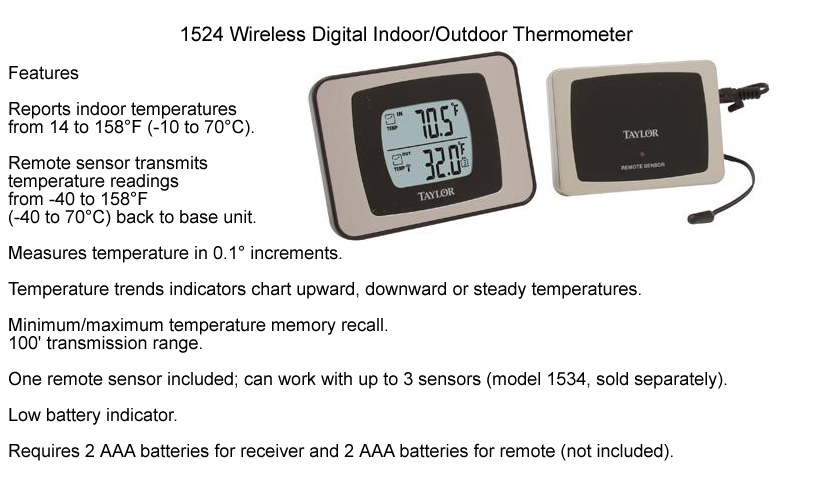 1524 Wireless Digital Indoor/Outdoor Thermometer
Features
Reports indoor temperatures
from 14 to 158°F (-10 to 70°C).
Remote sensor transmits
temperature readings
from -40 to 158°F
(-40 to 70°C) back to base unit.
IN
TEMP
70.5°F
OUT
TEMP
32.0°F
TAYLOR
TAYLOR
REMOTE SENSOR
Measures temperature in 0.1° increments.
Temperature trends indicators chart upward, downward or steady temperatures.
Minimum/maximum temperature memory recall.
100' transmission range.
One remote sensor included; can work with up to 3 sensors (model 1534, sold separately).
Low battery indicator.
Requires 2 AAA batteries for receiver and 2 AAA batteries for remote (not included).